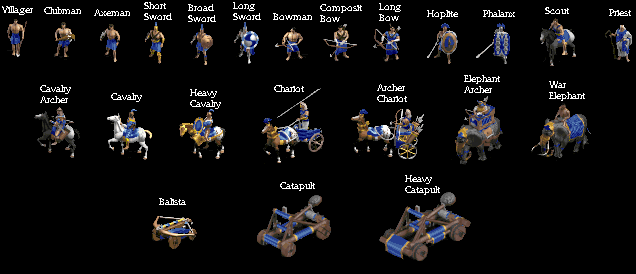 Villager
Clubman
Axeman
Short
Sword
Broad
Sword
Long
Sword
Bowman
Composit
Bow
Long
Bow
Hoplite
Phalanx
Scout
Priest
Cavalry
Archer
Cavalry
Heavy
Cavalry
Chariot
Archer
Chariot
Elephant
Archer
War
Elephant
Balista
Catapult
Heavy
Catapult